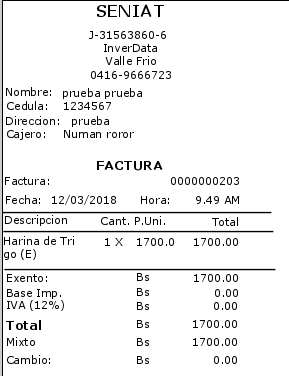 SENIAT
J-31563860-6
InverData
Valle Frio
0416-9666723
Nombre: prueba prueba
Cedula: 1234567
Direccion: prueba
Cajero: Numan roror
FACTURA
Factura: 0000000203
Fecha: 12/03/2018 Hora: 9.49 AM
Descripcion Cant. P.Uni. Total
Harina de Tri 1 X 1700.0 1700.00
go (E)
Exento: Bs 1700.00
Base Imp. Bs 0.00
IVA (12%) Bs 0.00
Total Bs 1700.00
Mixto Bs 1700.00
Cambio: Bs 0.00